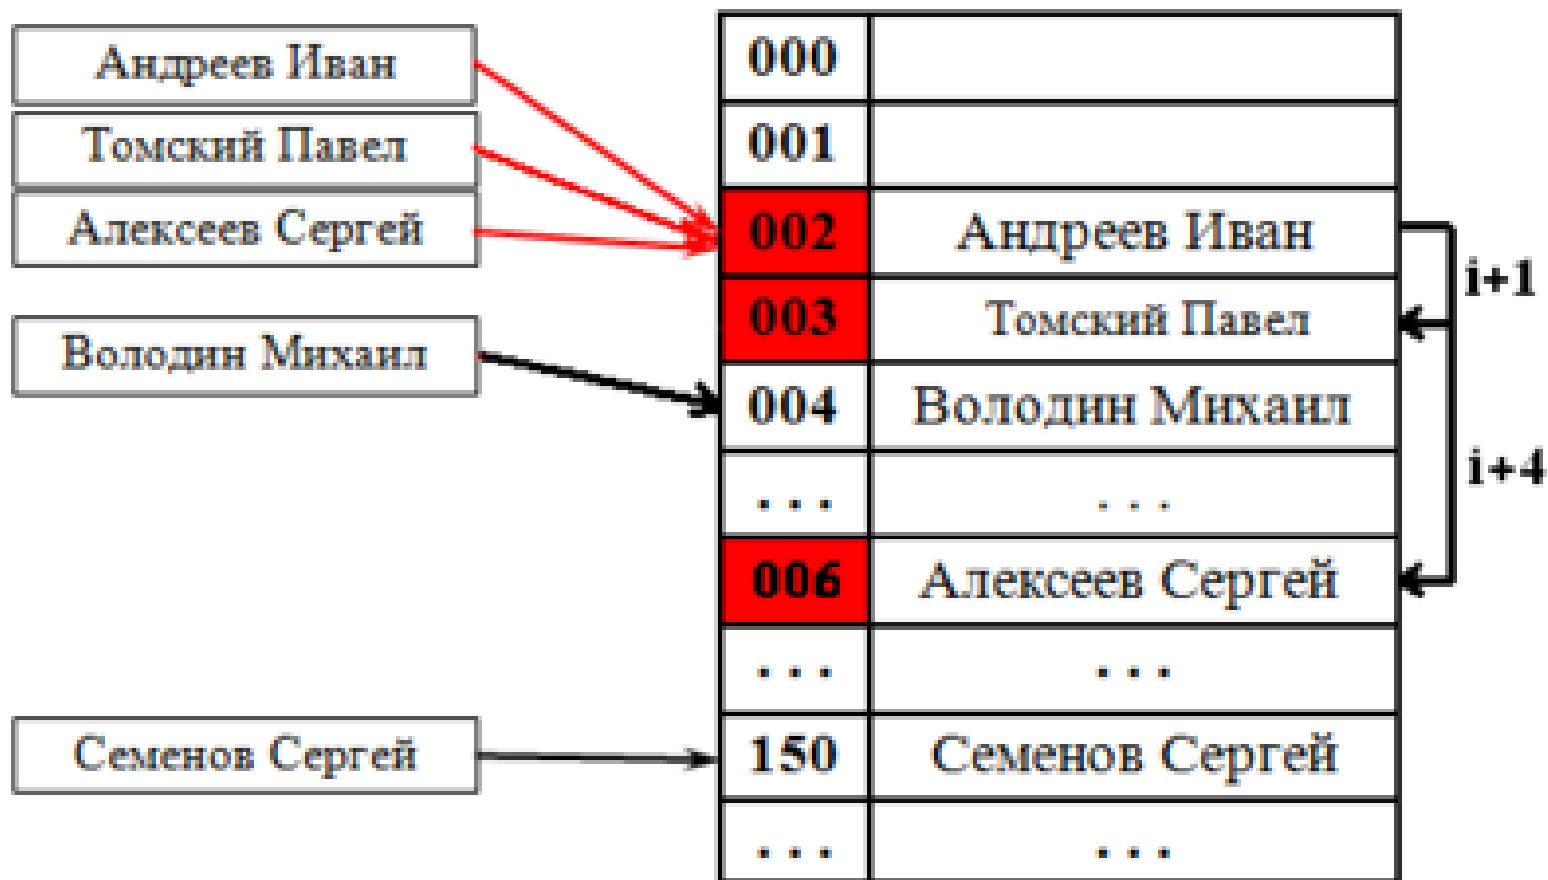 Андреев Иван
Томский Павел
Алексеев Сергей
Володин Михаил
Семенов Сергей
000
001
002 Андреев Иван
003 Томский Павел
004 Володин Михаил
... ...
006 Алексеев Сергей
... ...
150 Семенов Сергей
... ...
i+1
i+4